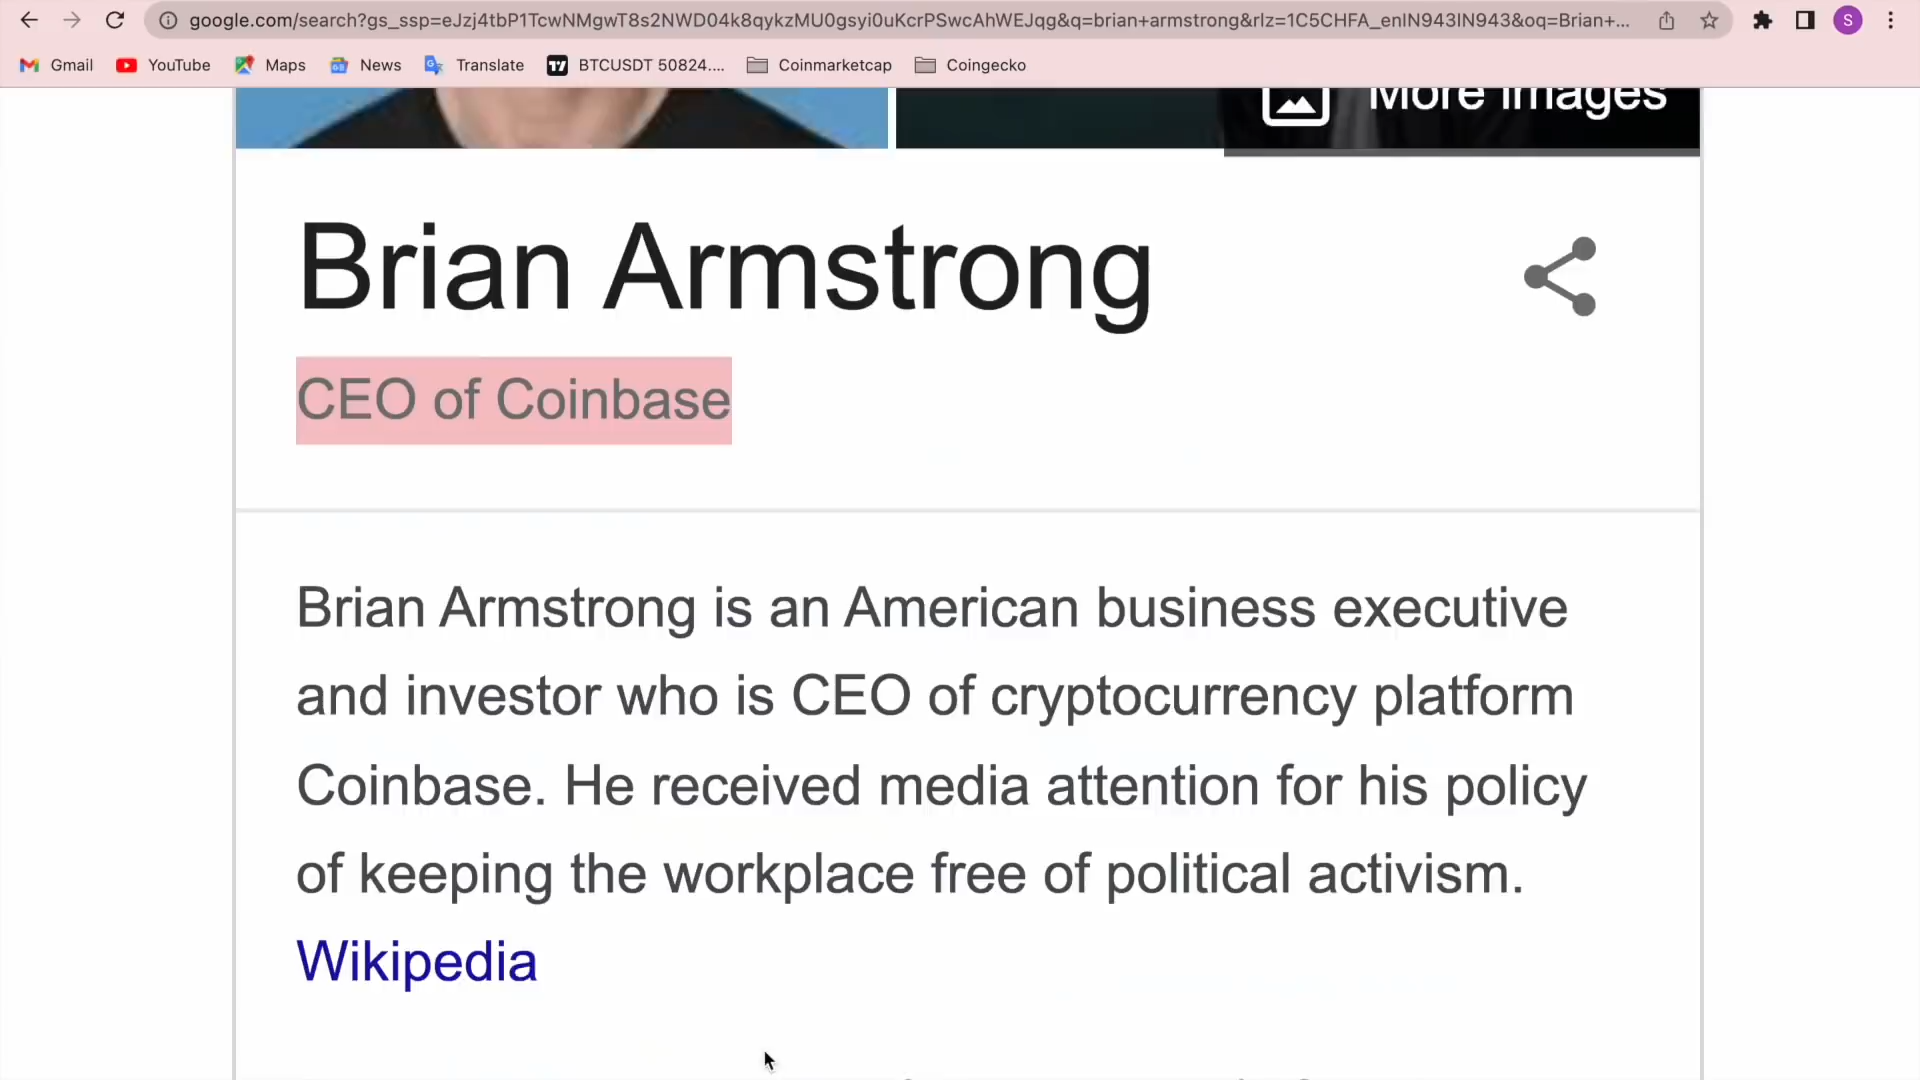 google.com/search?gs_ssp=eJzj4tbP1TcwNMgwT8s2NWD04k8qykzMU0gsyi0uKcrPSwcAhWEJqg&q=brian+armstrong&rlz=1C5CHFA_enIN943IN943&oq=Brian+...
S
Gmail YouTube Maps News Translate BTCUSDT 50824.... Coinmarketcap Coingecko
More images
Brian Armstrong
CEO of Coinbase
Brian Armstrong is an American business executive
and investor who is CEO of cryptocurrency platform
Coinbase. He received media attention for his policy
of keeping the workplace free of political activism.
Wikipedia